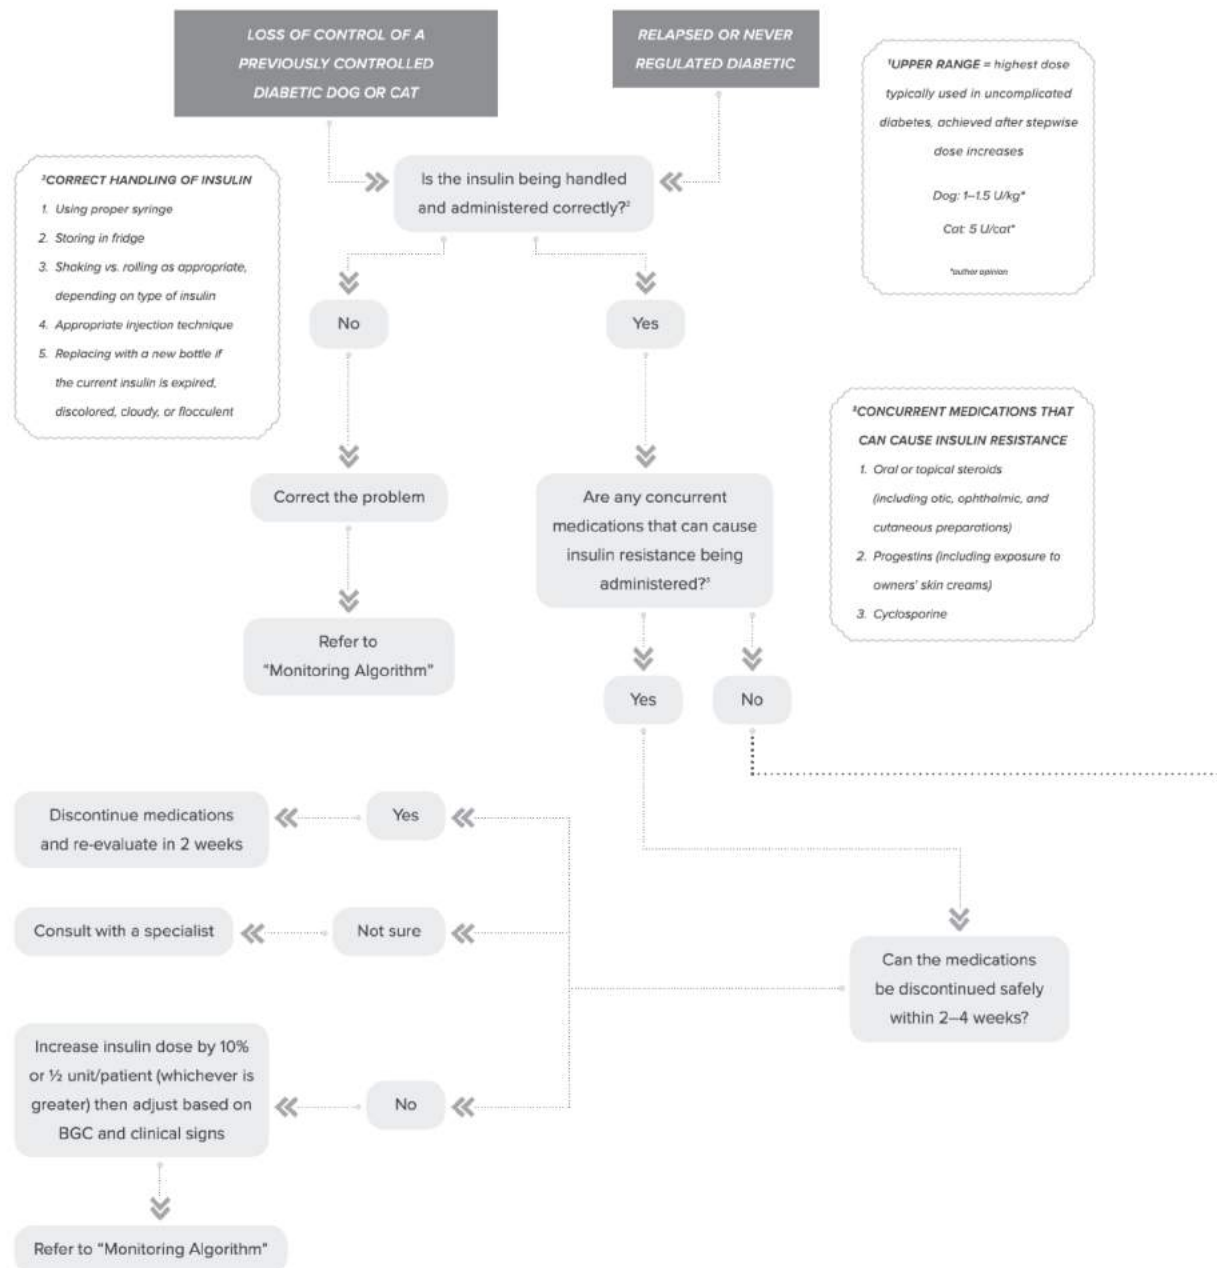 LOSS OF CONTROL OF A
PREVIOUSLY CONTROLLED
DIABETIC DOG OR CAT
RELAPSED OR NEVER
REGULATED DIABETIC
¹UPPER RANGE = highest dose
typically used in uncomplicated
diabetes, achieved after stepwise
dose increases
Dog: 1–1.5 U/kg*
Cat: 5 U/cat*
*author opinion
²CORRECT HANDLING OF INSULIN
1. Using proper syringe
2. Storing in fridge
3. Shaking vs. rolling as appropriate,
depending on type of insulin
4. Appropriate injection technique
5. Replacing with a new bottle if
the current insulin is expired,
discolored, cloudy, or flocculent
Is the insulin being handled
and administered correctly?²
No
Yes
³CONCURRENT MEDICATIONS THAT
CAN CAUSE INSULIN RESISTANCE
1. Oral or topical steroids
(including otic, ophthalmic, and
cutaneous preparations)
2. Progestins (including exposure to
owners' skin creams)
3. Cyclosporine
Correct the problem
Are any concurrent
medications that can cause
insulin resistance being
administered?³
Refer to
"Monitoring Algorithm"
Yes
No
Discontinue medications
and re-evaluate in 2 weeks
Yes
Consult with a specialist
Not sure
Can the medications
be discontinued safely
within 2–4 weeks?
Increase insulin dose by 10%
or ½ unit/patient (whichever is
greater) then adjust based on
BGC and clinical signs
No
Refer to "Monitoring Algorithm"